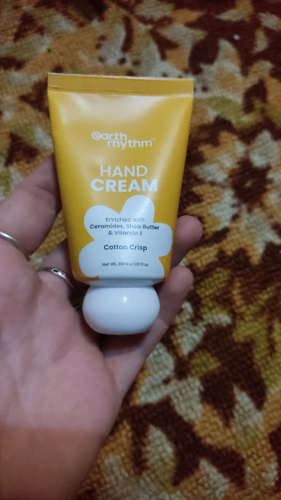 earth
rhythm
HAND
CREAM
Enriched with
Ceramides, Shea Butter
& Vitamin E
Cotton Crisp